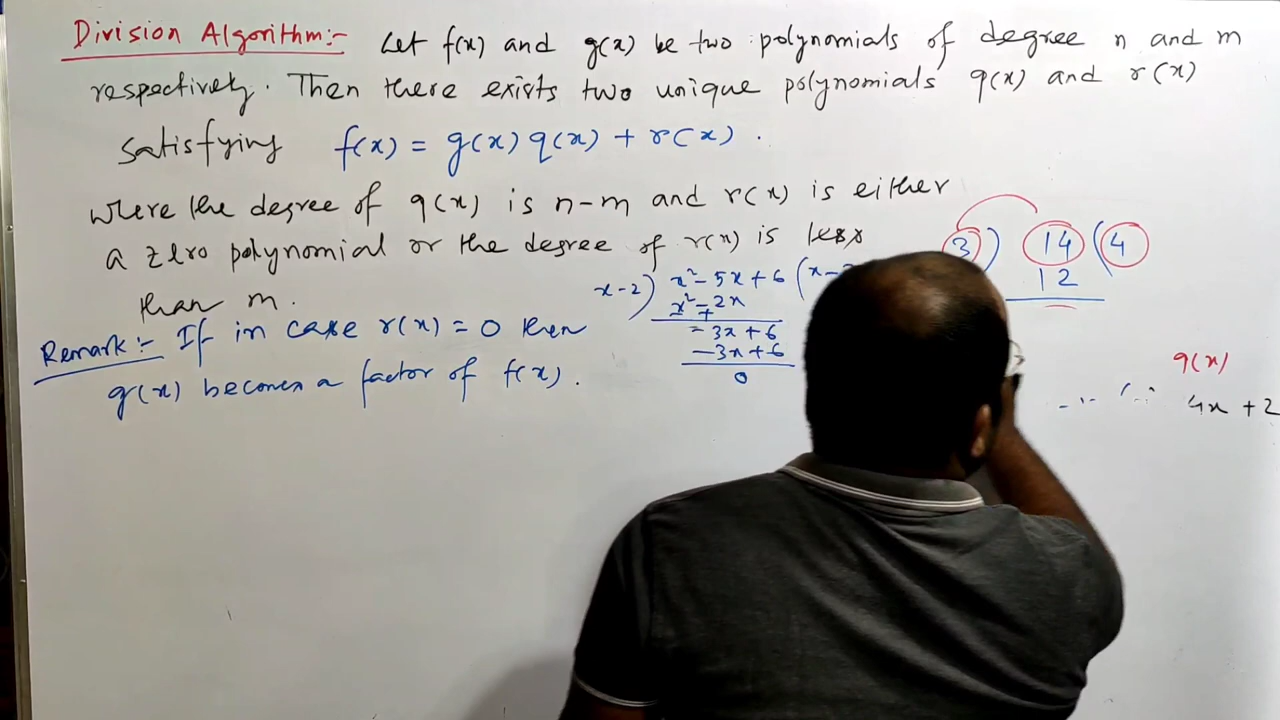 Division Algorithm:- Let f(x) and g(x) be two polynomials of degree n and m
respectively. Then there exists two unique polynomials q(x) and r(x)
satisfying f(x) = g(x) q(x) + r(x).
where the degree of q(x) is n-m and r(x) is either
a zero polynomial or the degree of r(x) is less
than m.
Remark:- If in case r(x) = 0 then
g(x) becomes a factor of f(x).
x-2) x²-5x+6 (x-
x²-2x
+
-3x+6
-3x+6
0
3) 14 (4
12
q(x)
4x+2